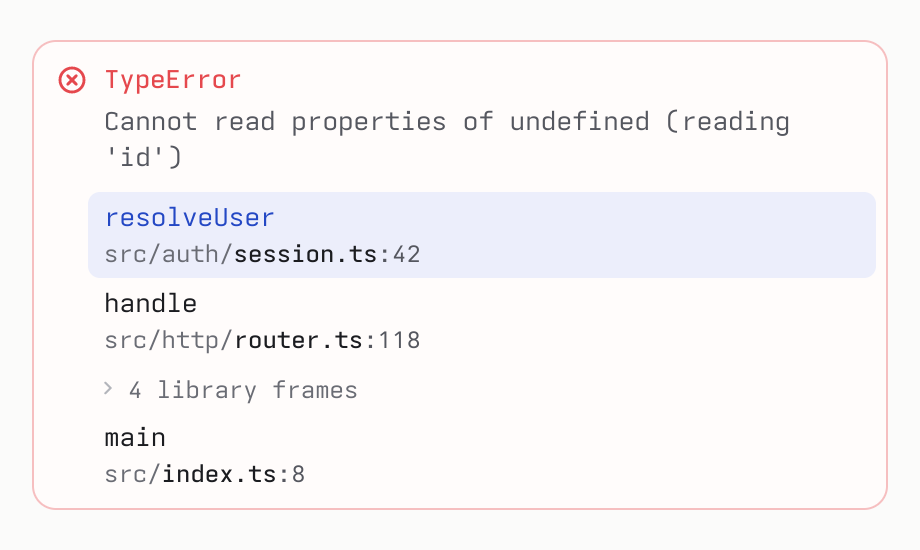 TypeError
Cannot read properties of undefined (reading
'id')
resolveUser
src/auth/session.ts:42
handle
src/http/router.ts:118
4 library frames
main
src/index.ts:8